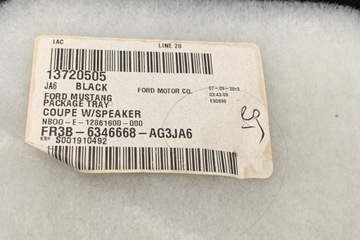 IAC LINE 20
13720505
JA6 BLACK FORD MOTOR CO. 07-09-2015
FORD MUSTANG 03:43:05
PACKAGE TRAY E90896
COUPE W/SPEAKER
NBOO-E-12861600-000
FR3B-6346668-AG3JA6
S001910492